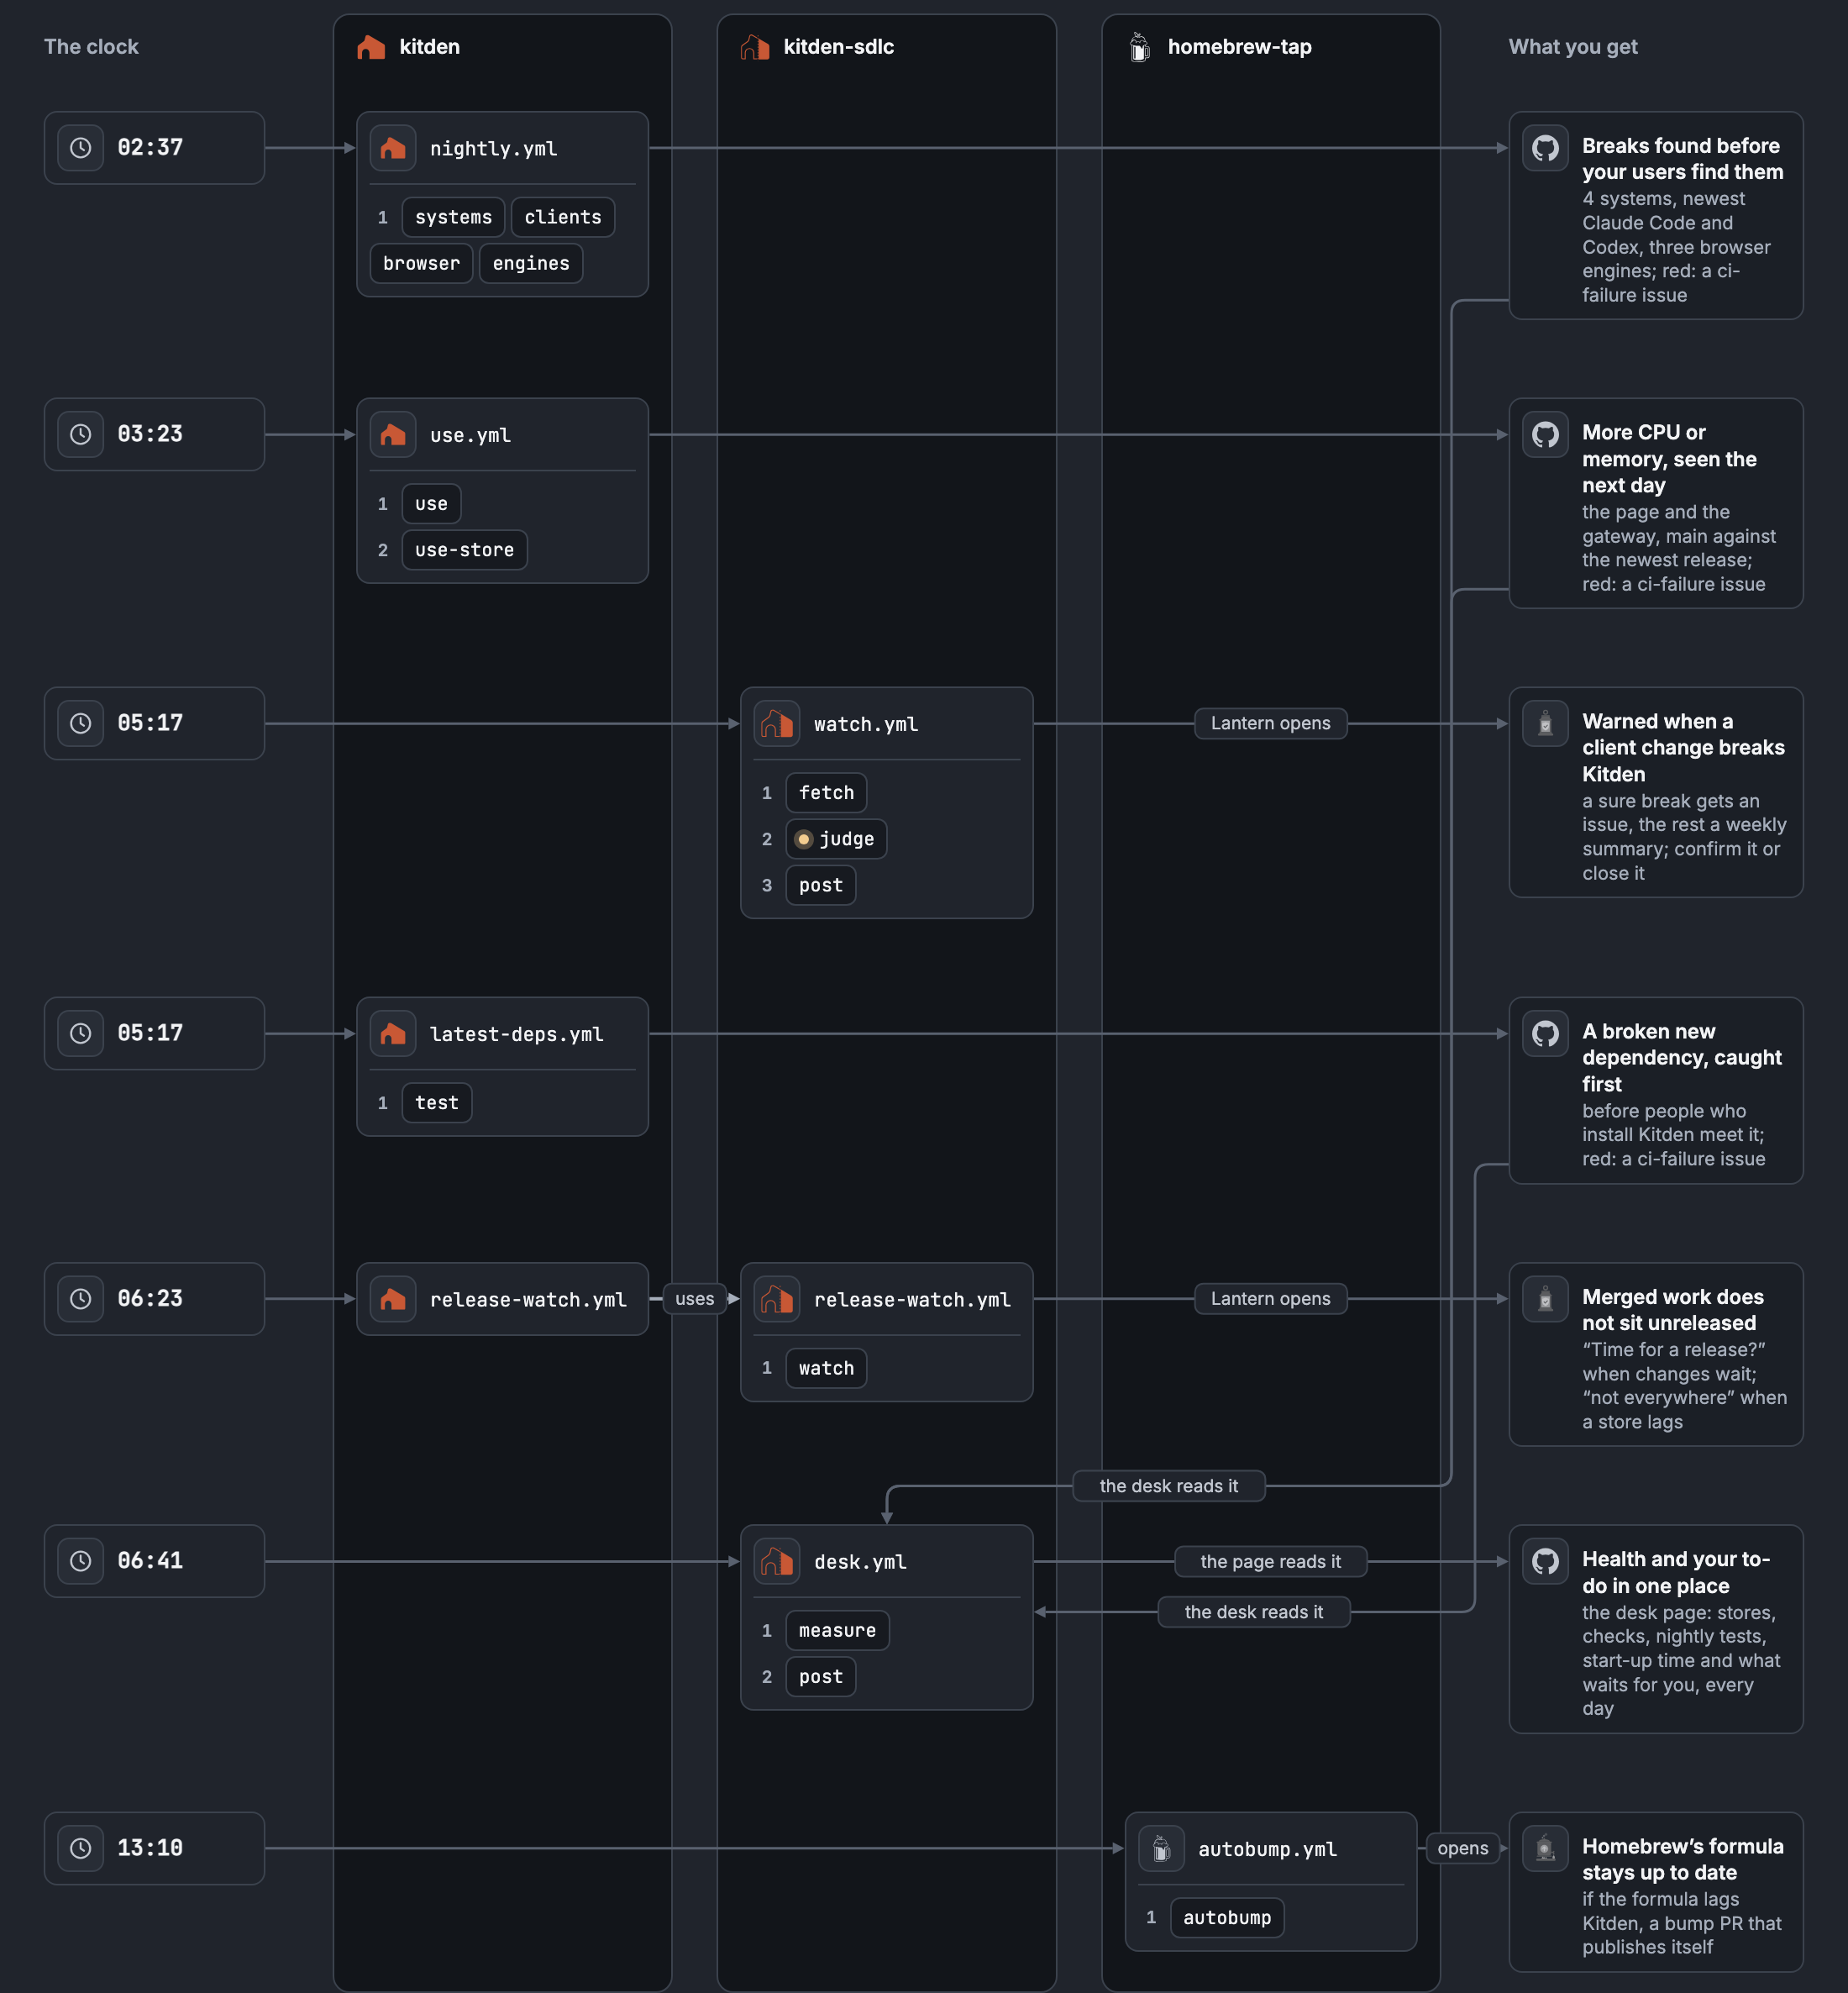 The clock
kitden
kitden-sdlc
homebrew-tap
What you get
02:37
nightly.yml
1 systems clients
browser engines
Breaks found before
your users find them
4 systems, newest
Claude Code and
Codex, three browser
engines; red: a ci-
failure issue
03:23
use.yml
1 use
2 use-store
More CPU or
memory, seen the
next day
the page and the
gateway, main against
the newest release;
red: a ci-failure issue
05:17
watch.yml
1 fetch
2 judge
3 post
Lantern opens
Warned when a
client change breaks
Kitden
a sure break gets an
issue, the rest a weekly
summary; confirm it or
close it
05:17
latest-deps.yml
1 test
A broken new
dependency, caught
first
before people who
install Kitden meet it;
red: a ci-failure issue
06:23
release-watch.yml
uses
release-watch.yml
1 watch
Lantern opens
Merged work does
not sit unreleased
“Time for a release?”
when changes wait;
“not everywhere” when
a store lags
the desk reads it
06:41
desk.yml
1 measure
2 post
the page reads it
the desk reads it
Health and your to-
do in one place
the desk page: stores,
checks, nightly tests,
start-up time and what
waits for you, every
day
13:10
autobump.yml
1 autobump
opens
Homebrew’s formula
stays up to date
if the formula lags
Kitden, a bump PR that
publishes itself